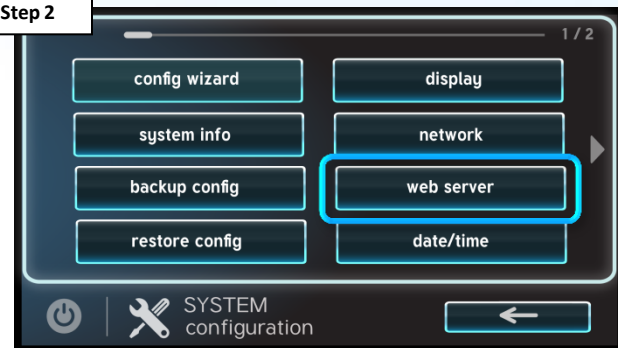 Step 2
1/2
config wizard
display
system info
network
backup config
web server
restore config
date/time
SYSTEM
configuration